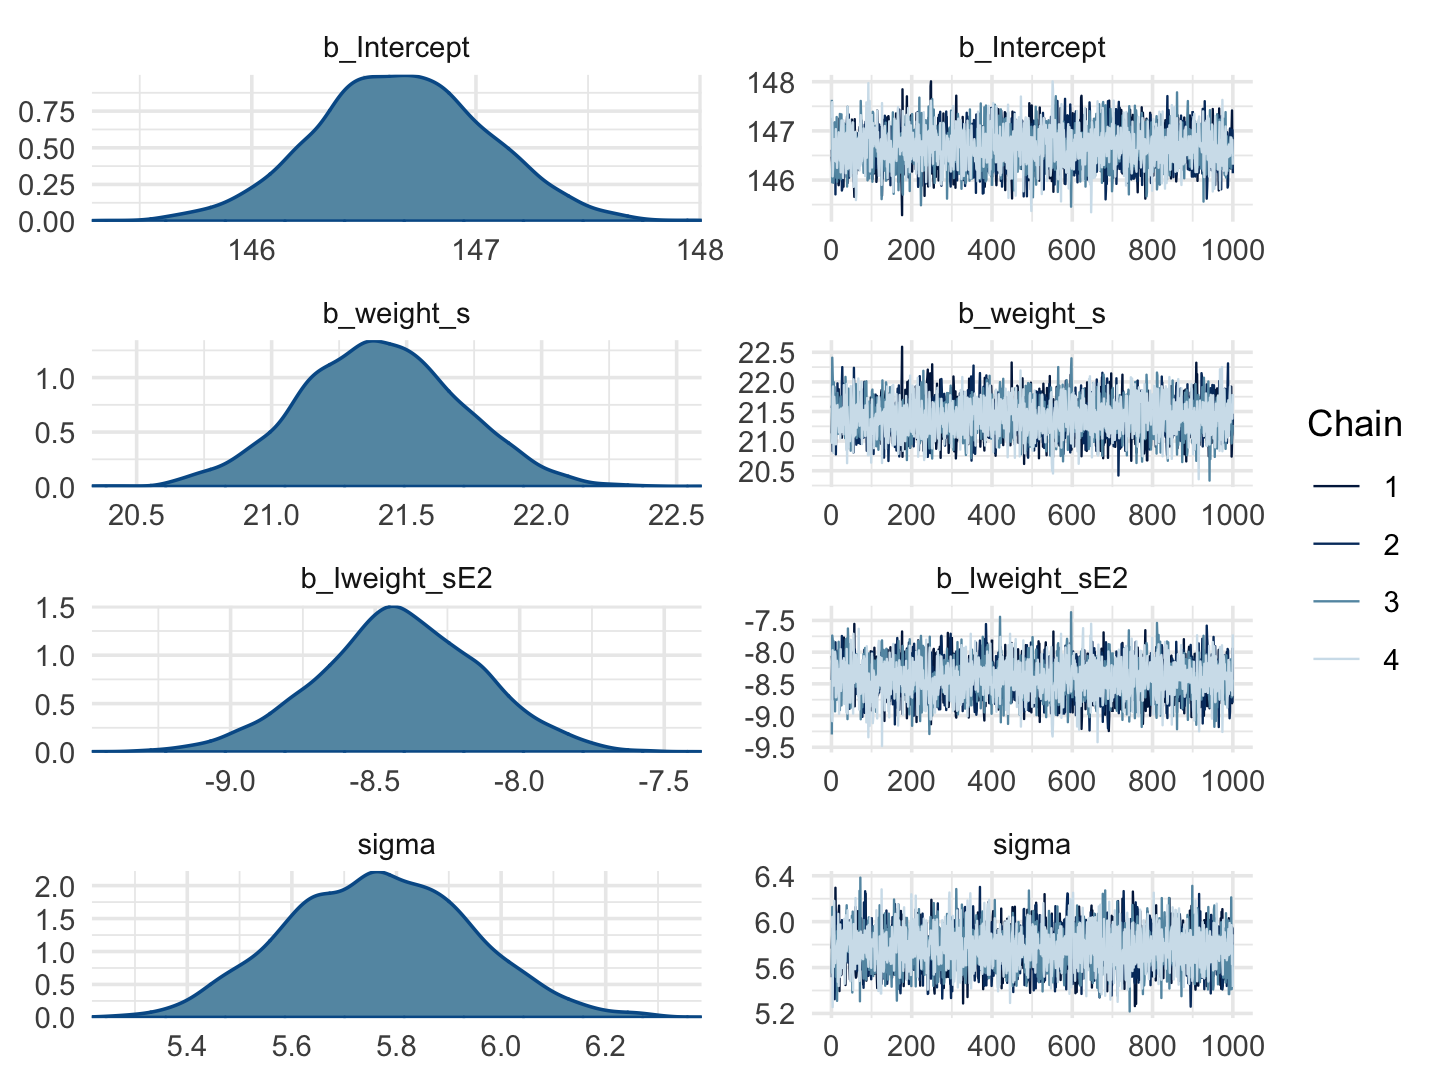 b_Intercept
0.75
0.50
0.25
0.00
146 147 148
b_Intercept
148
147
146
0 200 400 600 800 1000
b_weight_s
1.0
0.5
0.0
20.5 21.0 21.5 22.0 22.5
b_weight_s
22.5
22.0
21.5
21.0
20.5
0 200 400 600 800 1000
b_Iweight_sE2
1.5
1.0
0.5
0.0
-9.0 -8.5 -8.0 -7.5
b_Iweight_sE2
-7.5
-8.0
-8.5
-9.0
-9.5
0 200 400 600 800 1000
sigma
2.0
1.5
1.0
0.5
0.0
5.4 5.6 5.8 6.0 6.2
sigma
6.4
6.0
5.6
5.2
0 200 400 600 800 1000
Chain
1
2
3
4